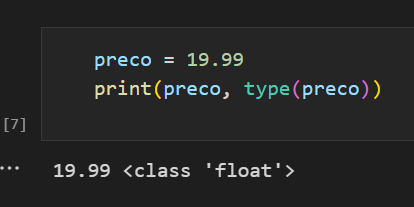 preco = 19.99
print(preco, type(preco))
[7]
... 19.99 <class 'float'>